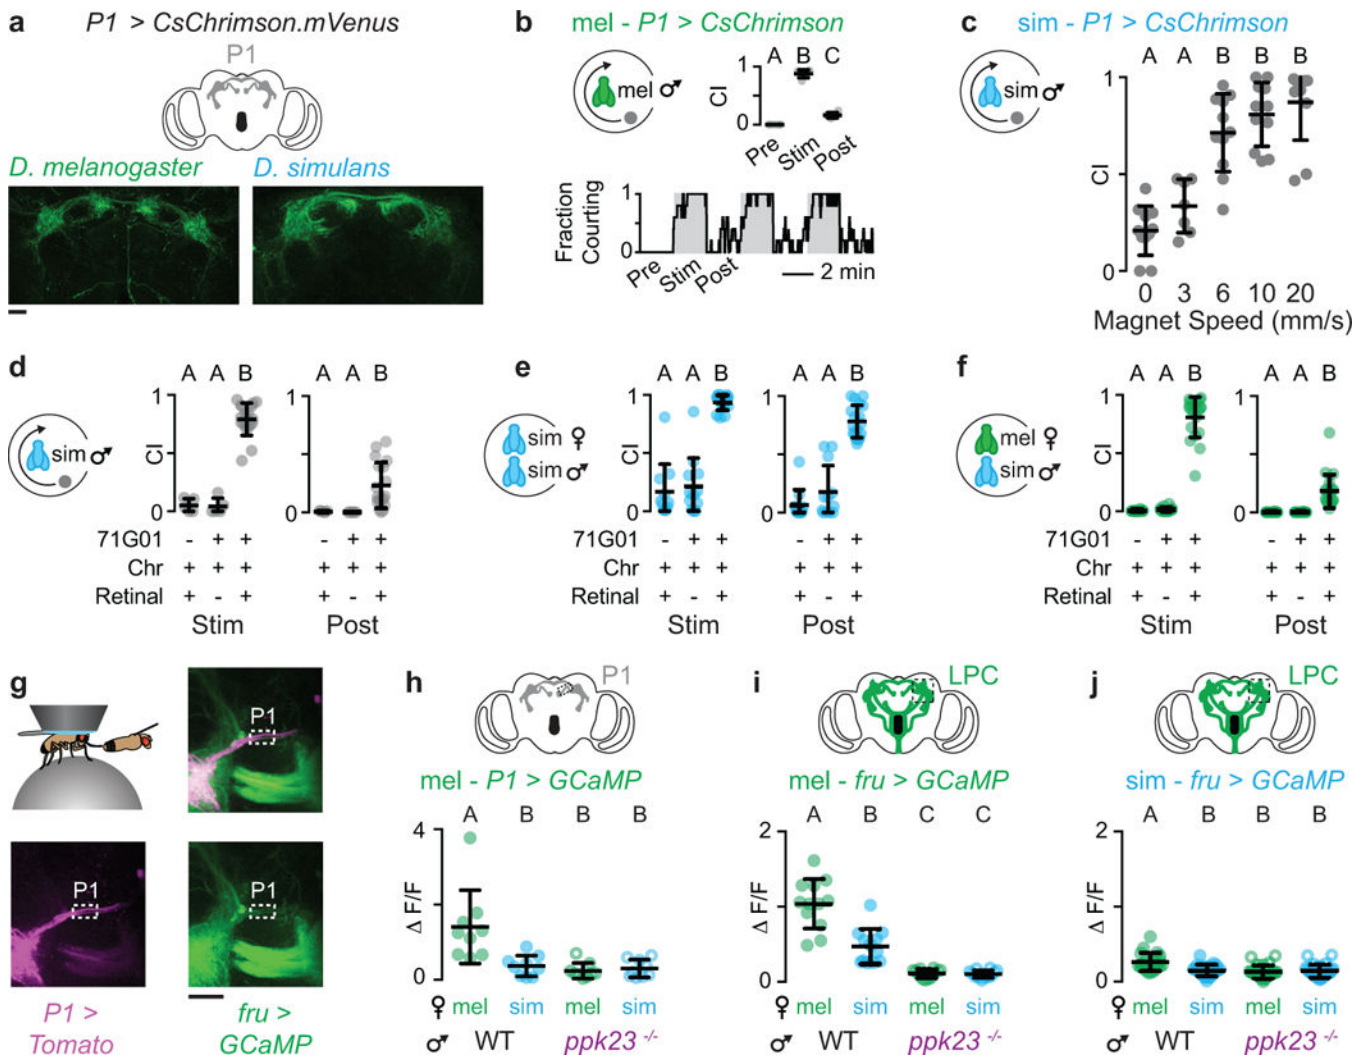 a
P1 > CsChrimson.mVenus
P1
D. melanogaster
D. simulans
b
mel - P1 > CsChrimson
mel ♂
A B C
CI
1
0
Pre Stim Post
Fraction
Courting
1
0
Pre Stim Post
2 min
c
sim - P1 > CsChrimson
sim ♂
A A B B B
CI
1
0
0 3 6 10 20
Magnet Speed (mm/s)
d
sim ♂
A A B A A B
CI
1 1
0 0
71G01 - + + - + +
Chr + + + + + +
Retinal + - + + - +
Stim Post
e
sim ♀
sim ♂
A A B A A B
CI
1 1
0 0
71G01 - + + - + +
Chr + + + + + +
Retinal + - + + - +
Stim Post
f
mel ♀
sim ♂
A A B A A B
CI
1 1
0 0
71G01 - + + - + +
Chr + + + + + +
Retinal + - + + - +
Stim Post
g
P1
P1
P1
P1 >
Tomato
fru >
GCaMP
h
P1
mel - P1 > GCaMP
A B B B
Δ F/F
4
0
♀ mel sim mel sim
♂ WT ppk23 -/-
i
LPC
mel - fru > GCaMP
A B C C
Δ F/F
2
0
♀ mel sim mel sim
♂ WT ppk23 -/-
j
LPC
sim - fru > GCaMP
A B B B
Δ F/F
2
0
♀ mel sim mel sim
♂ WT ppk23 -/-